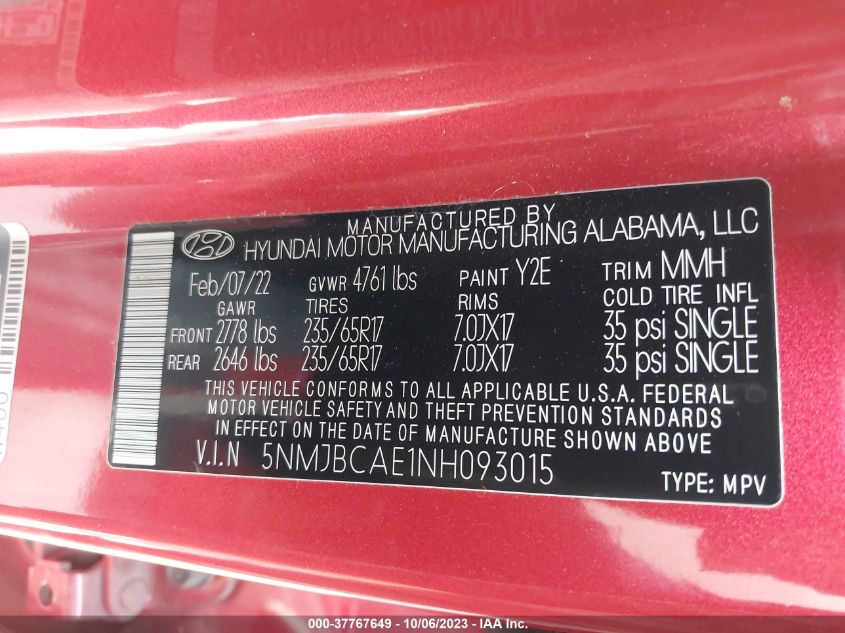 MANUFACTURED BY
HYUNDAI MOTOR MANUFACTURING ALABAMA, LLC
Feb/07/22 GVWR 4761 lbs PAINT Y2E TRIM MMH
GAWR TIRES RIMS COLD TIRE INFL
FRONT 2778 lbs 235/65R17 7.0JX17 35 psi SINGLE
REAR 2646 lbs 235/65R17 7.0JX17 35 psi SINGLE
THIS VEHICLE CONFORMS TO ALL APPLICABLE U.S.A. FEDERAL
MOTOR VEHICLE SAFETY AND THEFT PREVENTION STANDARDS
IN EFFECT ON THE DATE OF MANUFACTURE SHOWN ABOVE
V.I.N 5NMJBCAE1NH093015
TYPE: MPV
000-37767649 - 10/06/2023 - IAAI.COM